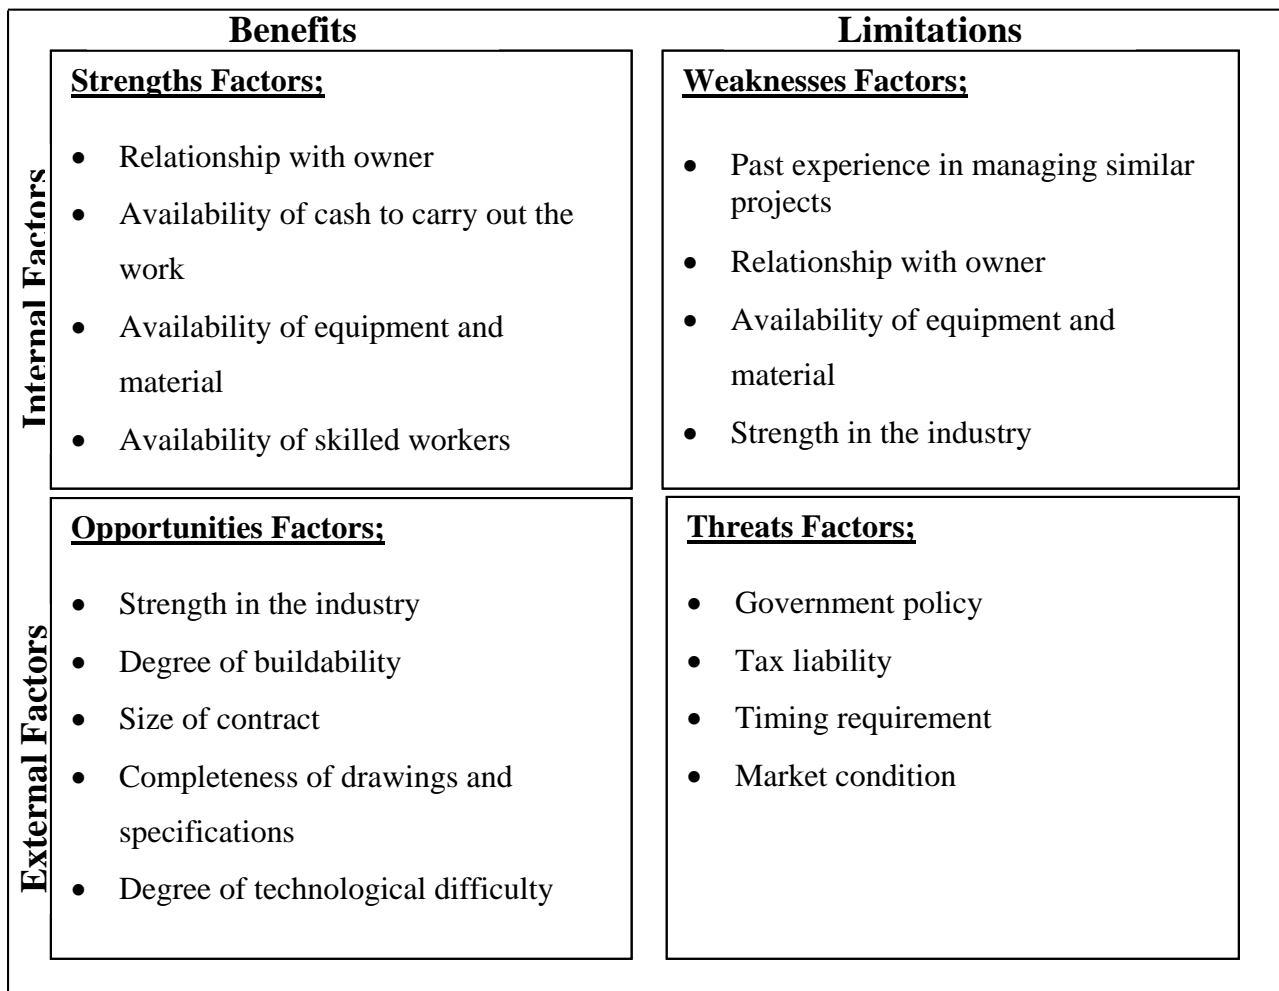 Benefits
Limitations
Internal Factors
Strengths Factors;
• Relationship with owner
• Availability of cash to carry out the
work
• Availability of equipment and
material
• Availability of skilled workers
Weaknesses Factors;
• Past experience in managing similar
projects
• Relationship with owner
• Availability of equipment and
material
• Strength in the industry
External Factors
Opportunities Factors;
• Strength in the industry
• Degree of buildability
• Size of contract
• Completeness of drawings and
specifications
• Degree of technological difficulty
Threats Factors;
• Government policy
• Tax liability
• Timing requirement
• Market condition